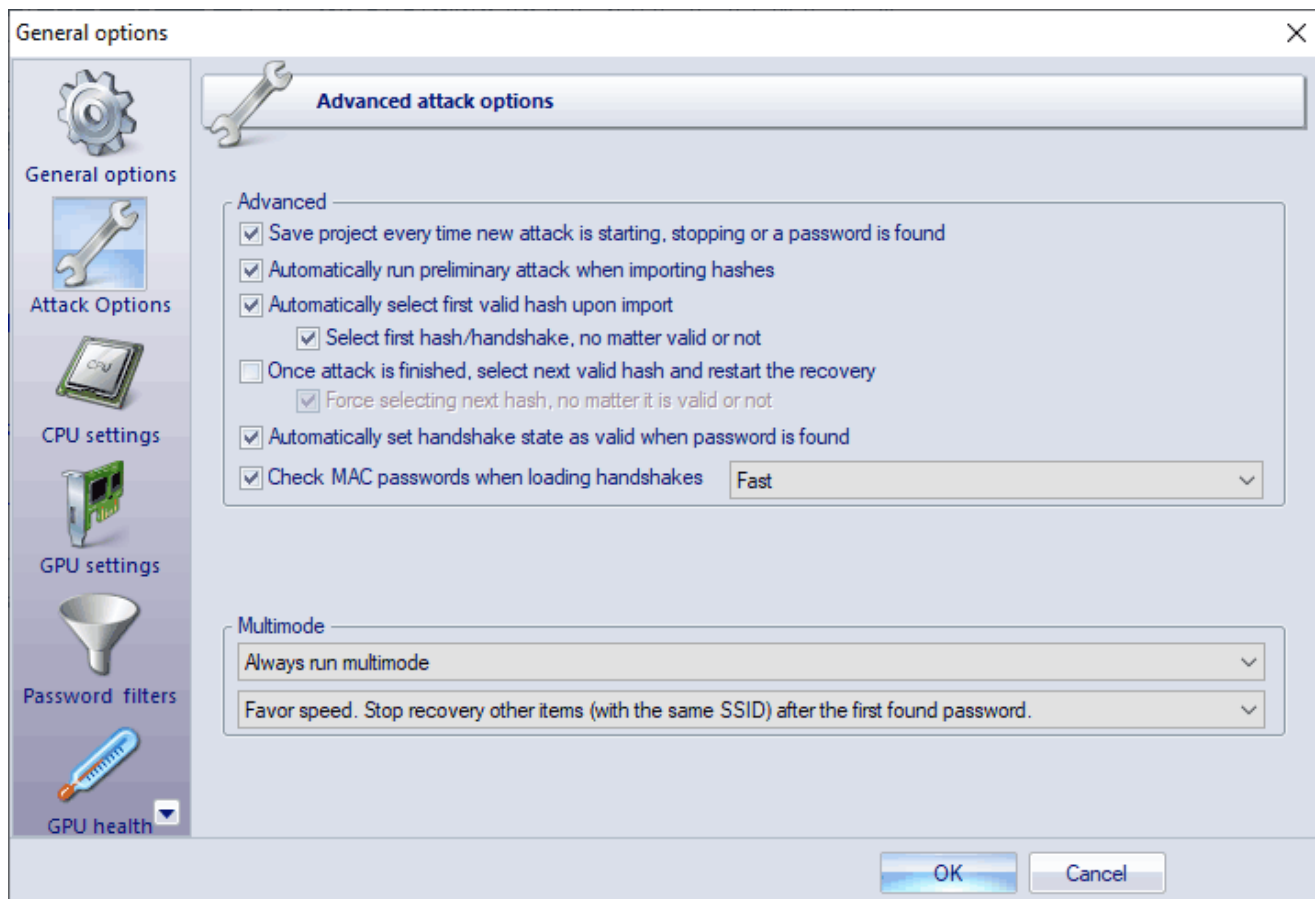 General options
Advanced attack options
General options
Attack Options
CPU
CPU settings
GPU settings
Password filters
GPU health
Advanced
Save project every time new attack is starting, stopping or a password is found
Automatically run preliminary attack when importing hashes
Automatically select first valid hash upon import
Select first hash/handshake, no matter valid or not
Once attack is finished, select next valid hash and restart the recovery
Force selecting next hash, no matter it is valid or not
Automatically set handshake state as valid when password is found
Check MAC passwords when loading handshakes Fast
Multimode
Always run multimode
Favor speed. Stop recovery other items (with the same SSID) after the first found password.
OK Cancel